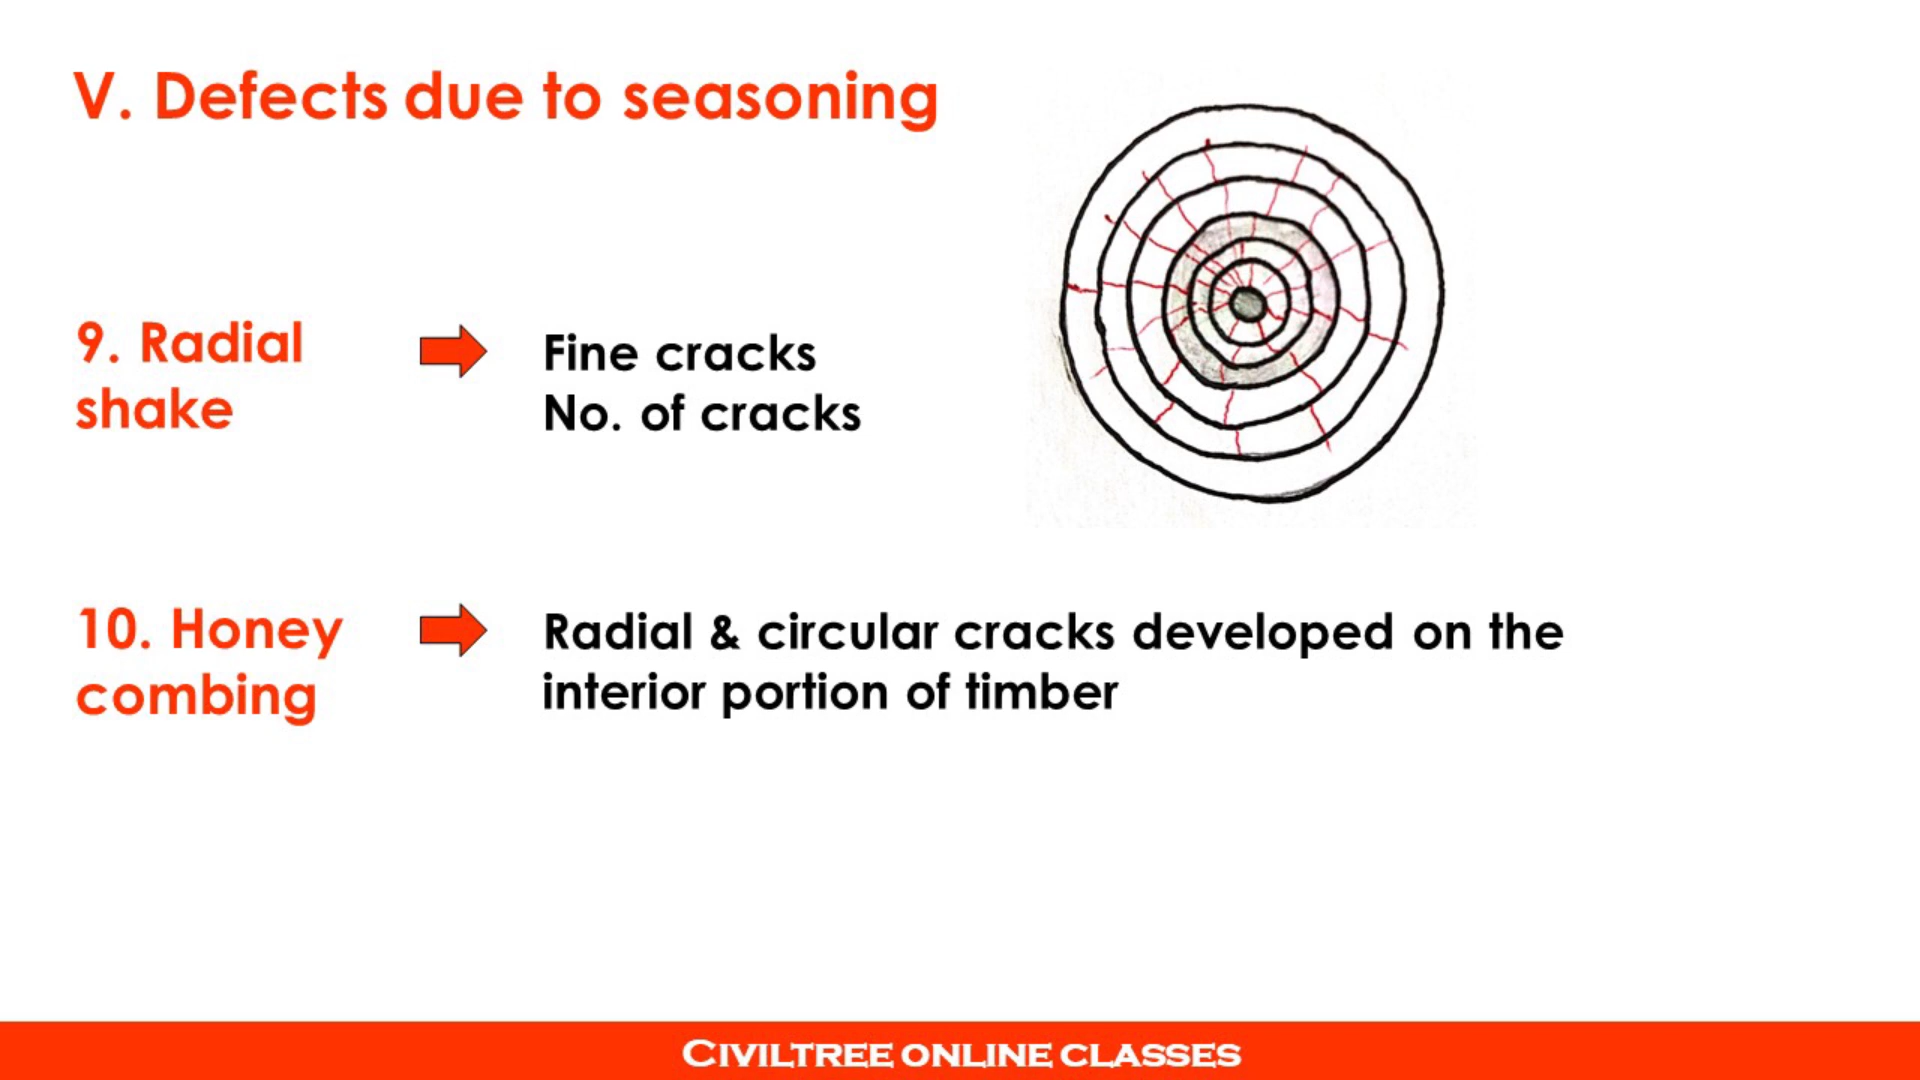 V. Defects due to seasoning
9. Radial
shake
Fine cracks
No. of cracks
10. Honey
combing
Radial & circular cracks developed on the
interior portion of timber
CIVILTREE ONLINE CLASSES